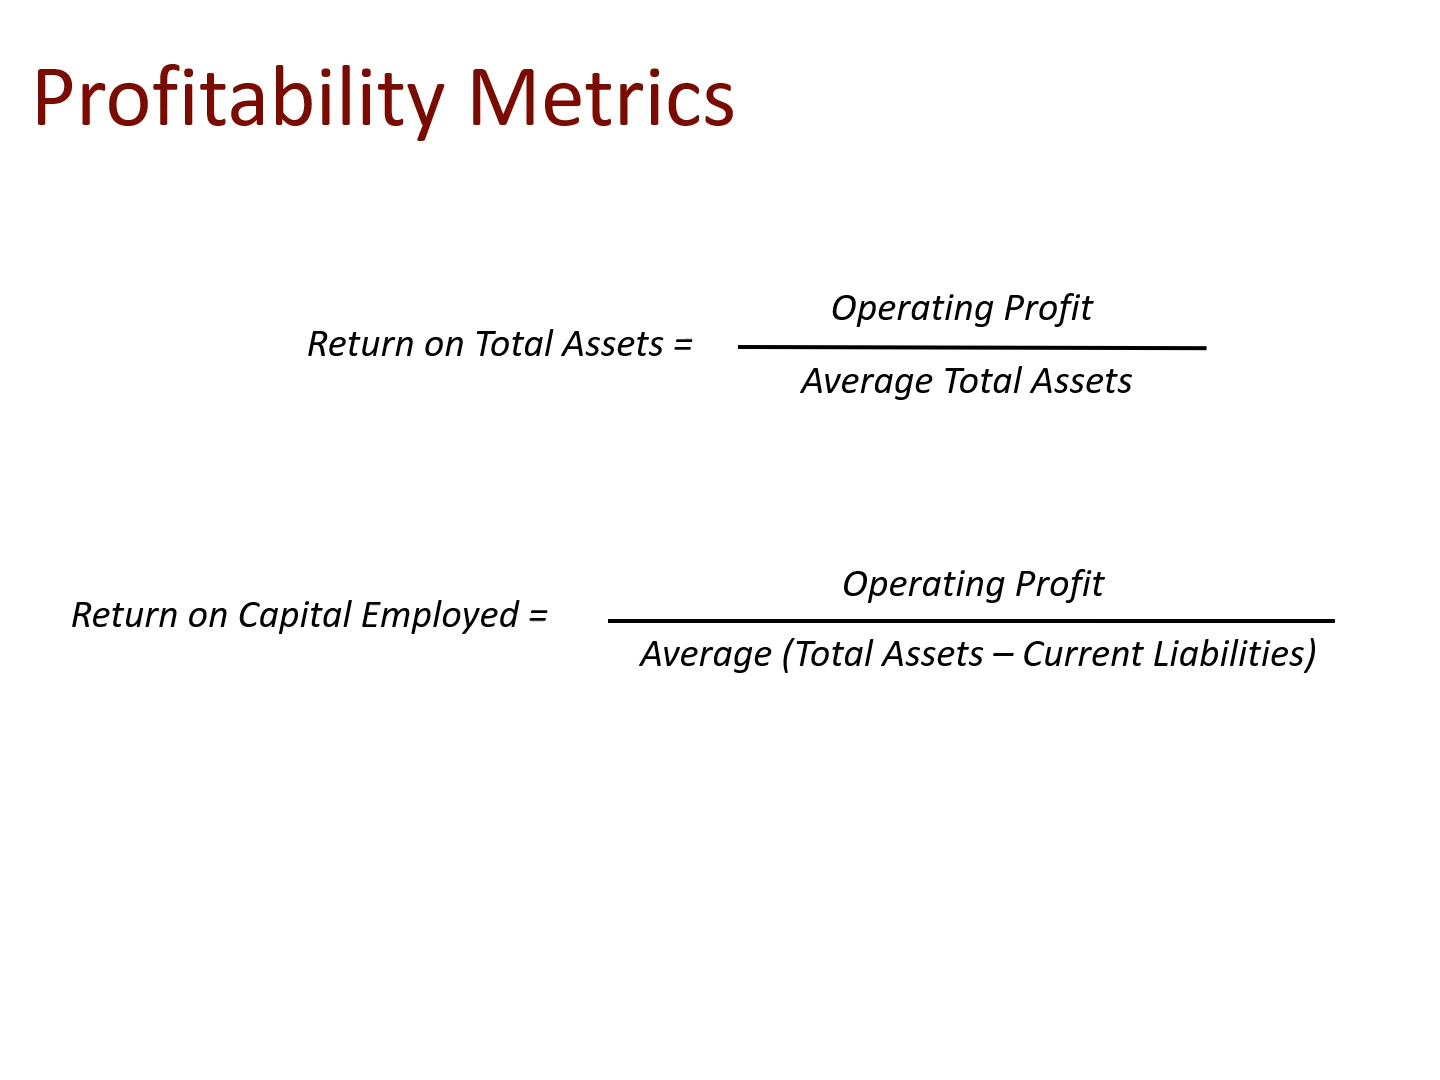 Profitability Metrics
Operating Profit
Return on Total Assets =
Average Total Assets
Operating Profit
Return on Capital Employed =
Average (Total Assets – Current Liabilities)